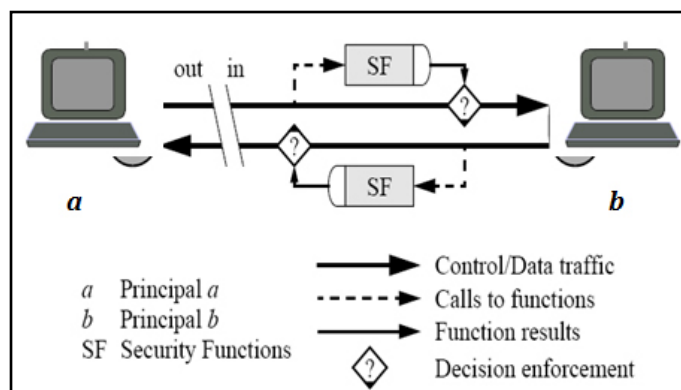 out in
SF
?
?
SF
a
b
a Principal a
b Principal b
SF Security Functions
Control/Data traffic
Calls to functions
Function results
? Decision enforcement